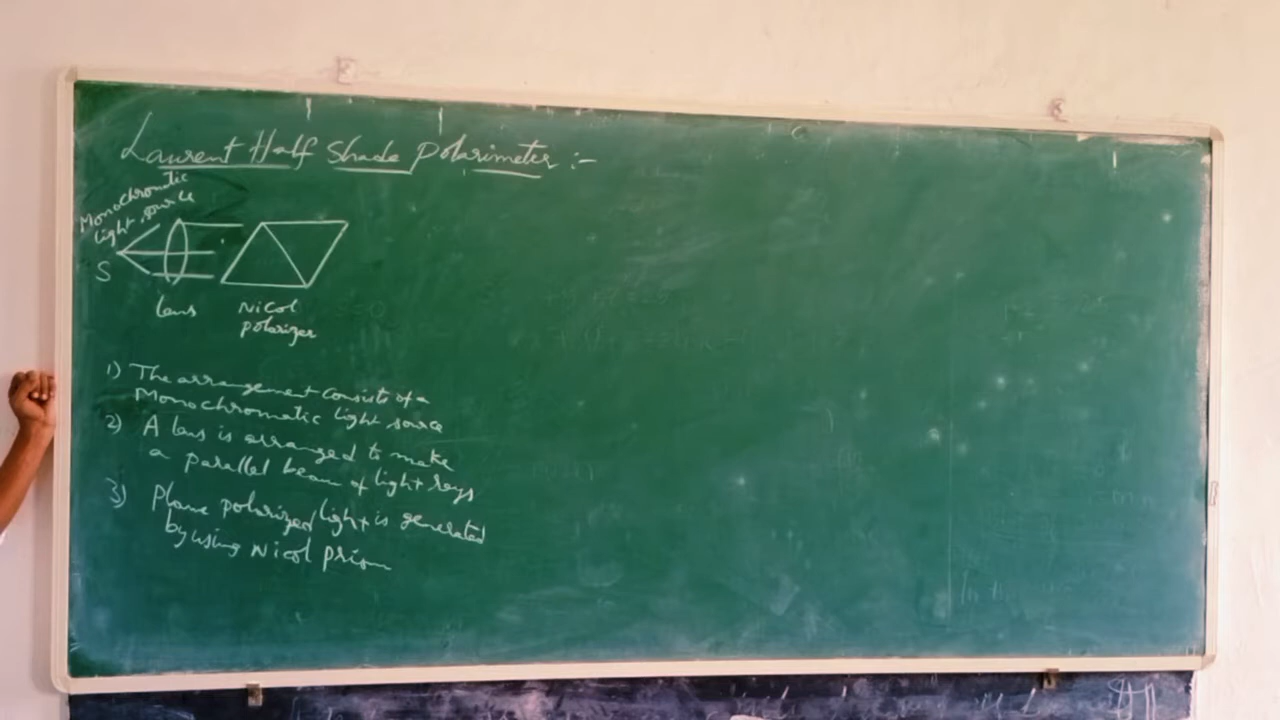 Laurent Half Shade Polarimeter :-
Monochromatic
light source
S
lens
Nicol
polarizer
1) The arrangement consists of a
Monochromatic light source
2) A lens is arranged to make
a parallel beam of light rays
3) Plane polarized light is generated
by using Nicol prism